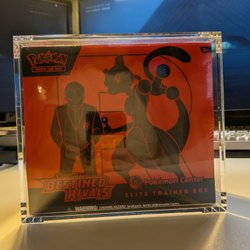 Pokémon
DESTINED
RIVALS
Pokémon Center
ELITE TRAINER BOX
WARNING: